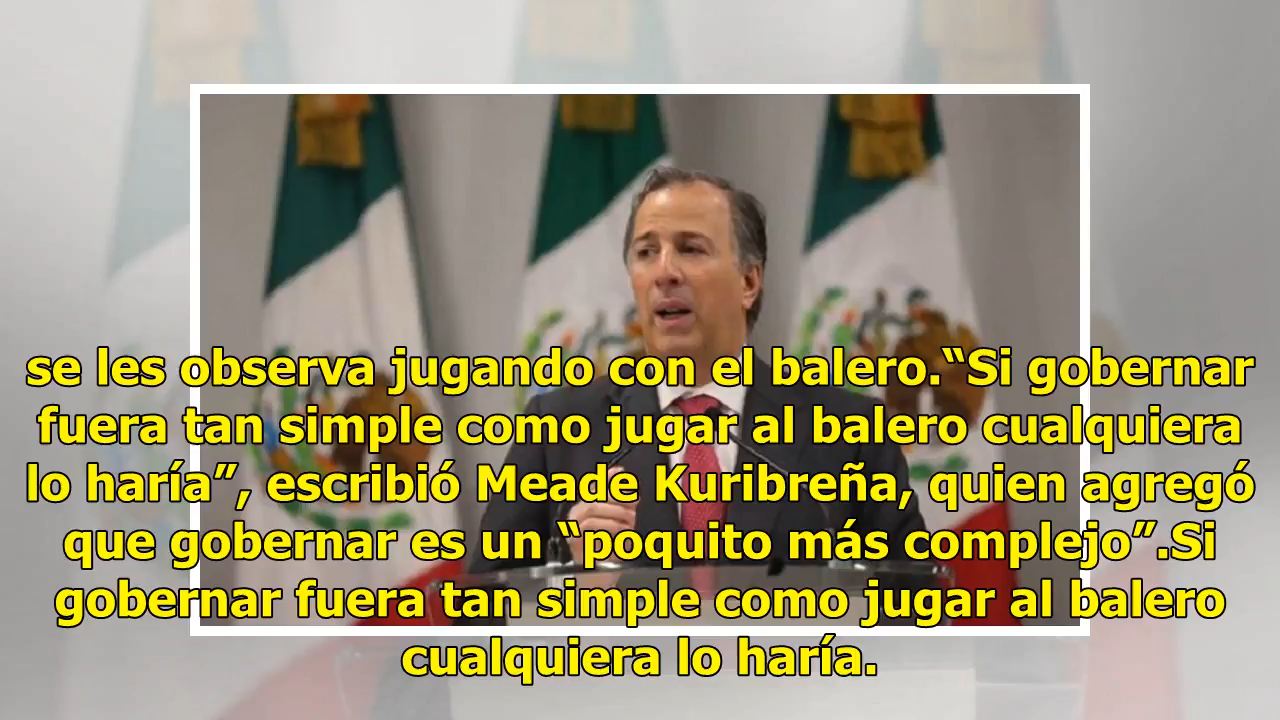 se les observa jugando con el balero.“Si gobernar
fuera tan simple como jugar al balero cualquiera
lo haría”, escribió Meade Kuribreña, quien agregó
que gobernar es un “poquito más complejo”.Si
gobernar fuera tan simple como jugar al balero
cualquiera lo haría.